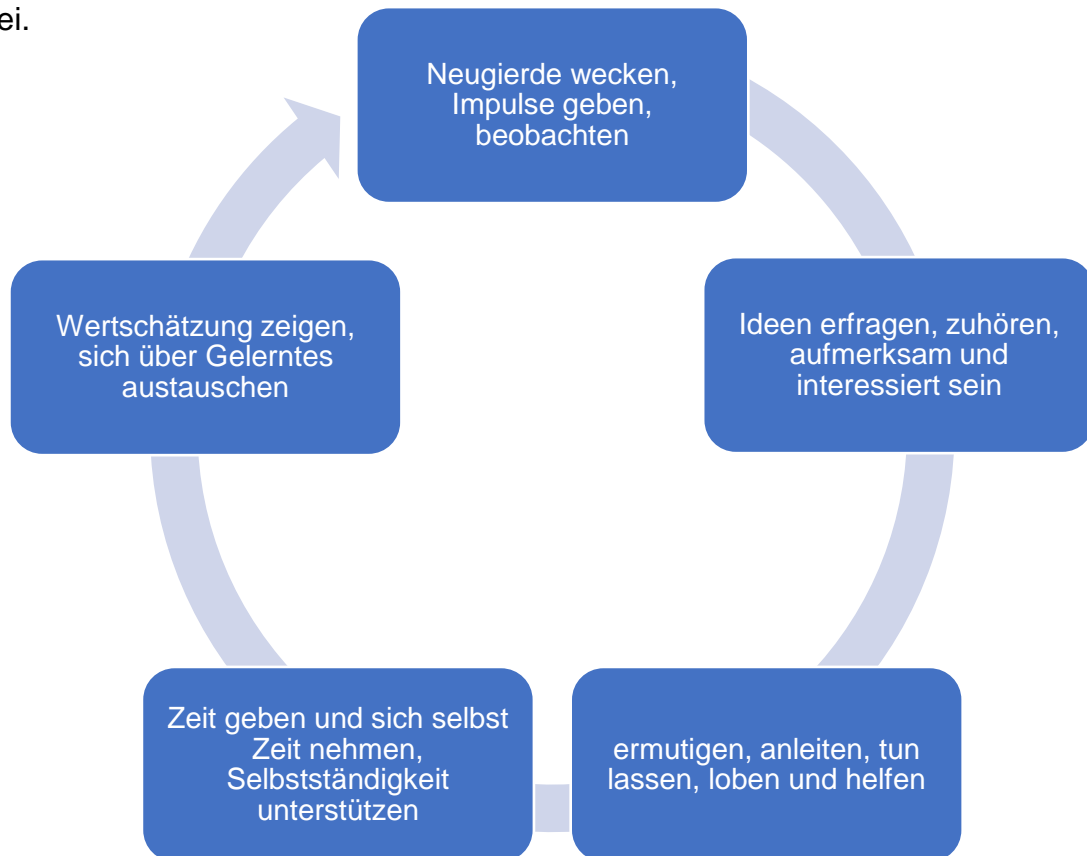 ei.
Neugierde wecken,
Impulse geben,
beobachten
Ideen erfragen, zuhören,
aufmerksam und
interessiert sein
ermutigen, anleiten, tun
lassen, loben und helfen
Zeit geben und sich selbst
Zeit nehmen,
Selbstständigkeit
unterstützen
Wertschätzung zeigen,
sich über Gelerntes
austauschen